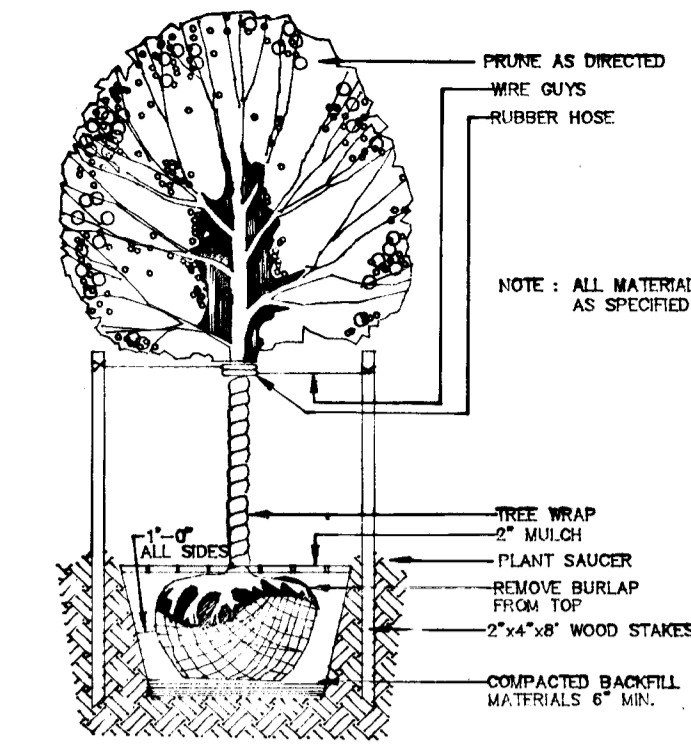 PRUNE AS DIRECTED
WIRE GUYS
RUBBER HOSE
NOTE : ALL MATERIAL
AS SPECIFIED
TREE WRAP
2" MULCH
1'-0"
ALL SIDES
PLANT SAUCER
REMOVE BURLAP
FROM TOP
2"x4"x8' WOOD STAKES
COMPACTED BACKFILL
MATERIALS 6" MIN.